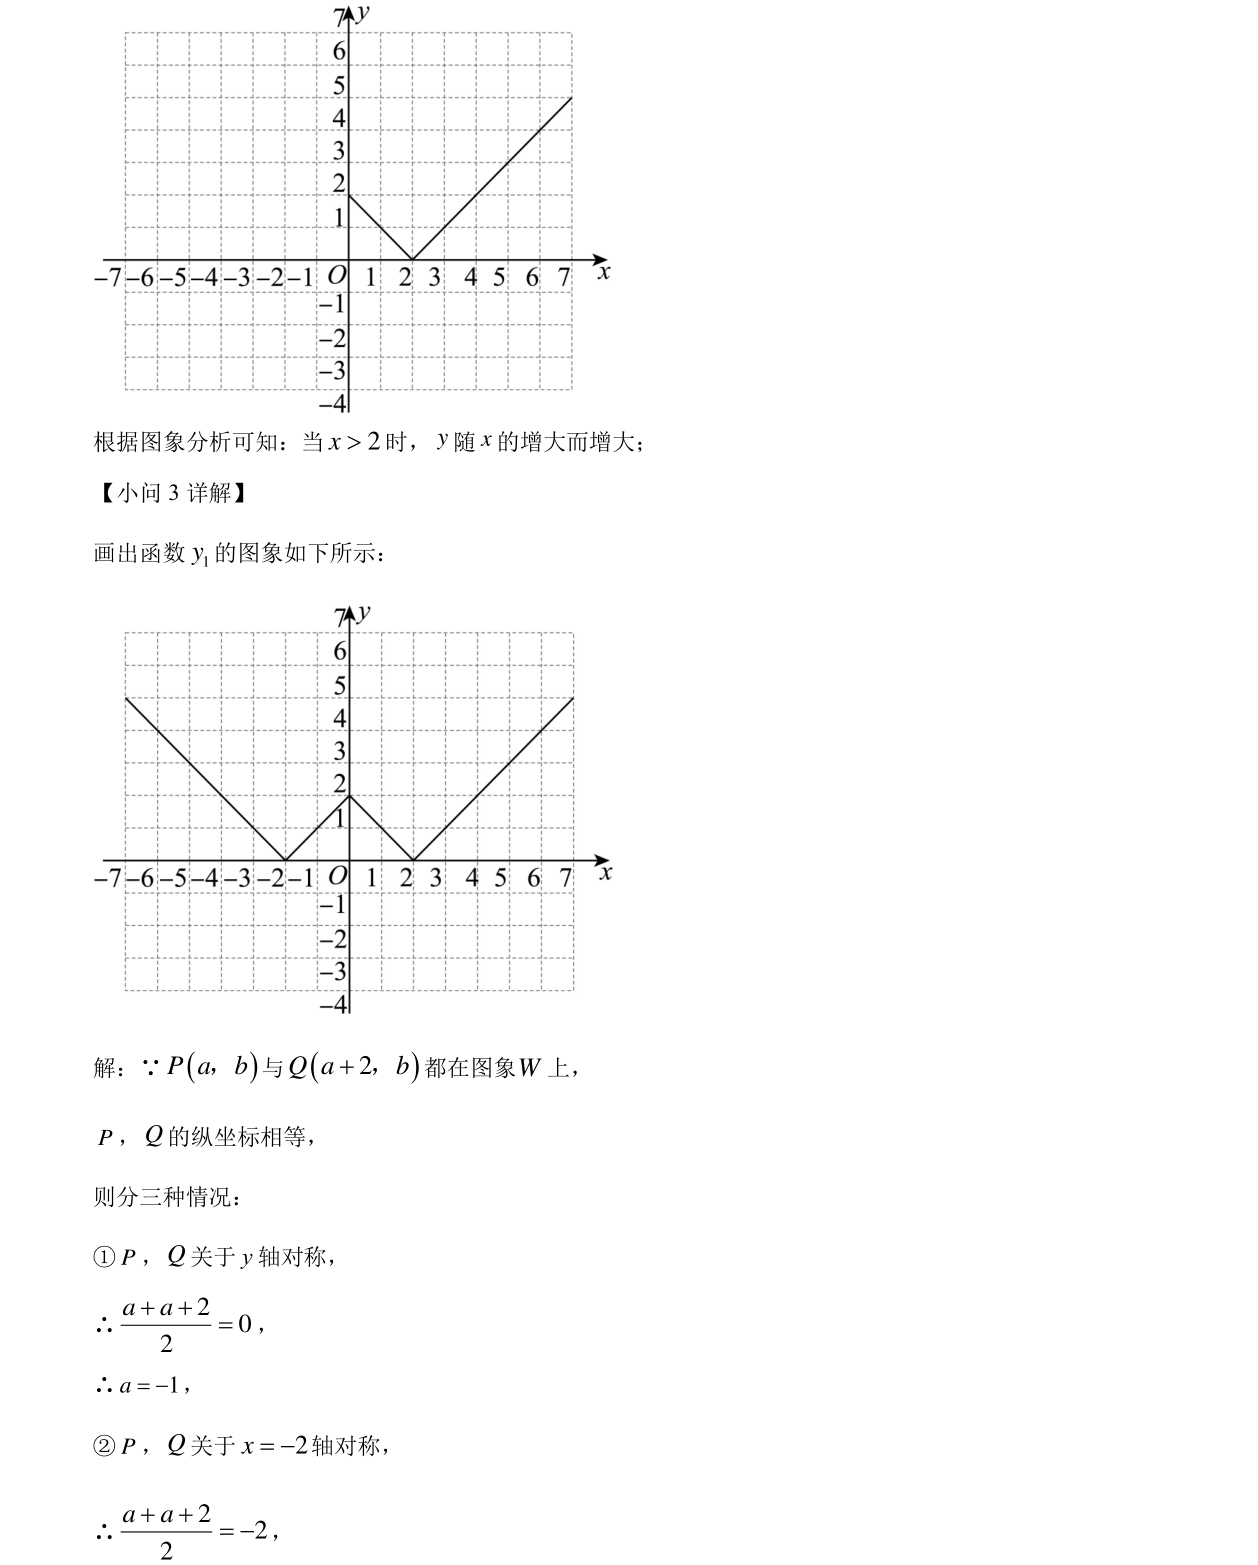 7 y
6
5
4
3
2
1
-7 -6 -5 -4 -3 -2 -1 O 1 2 3 4 5 6 7 x
-1
-2
-3
-4
根据图象分析可知：当 x > 2 时， y 随 x 的增大而增大；
【小问 3 详解】
画出函数 y₁ 的图象如下所示：
7 y
6
5
4
3
2
1
-7 -6 -5 -4 -3 -2 -1 O 1 2 3 4 5 6 7 x
-1
-2
-3
-4
解：∵ P(a，b) 与 Q(a+2，b) 都在图象 W 上，
P ， Q 的纵坐标相等，
则分三种情况：
① P ， Q 关于 y 轴对称，
∴ (a+a+2)/2 = 0 ，
∴ a = -1 ，
② P ， Q 关于 x = -2 轴对称，
∴ (a+a+2)/2 = -2 ，